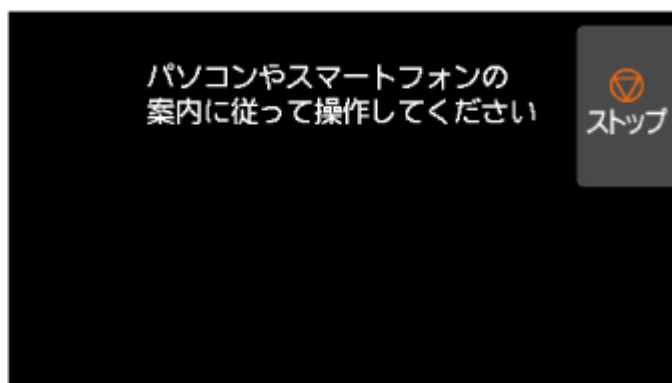 パソコンやスマートフォンの
案内に従って操作してください
ストップ